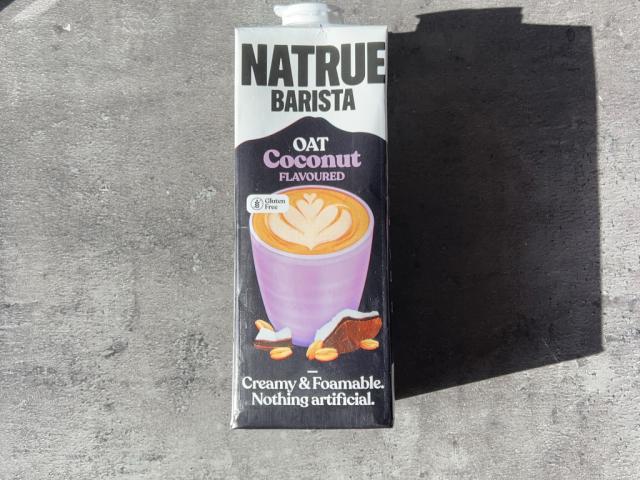 NATRUE
BARISTA
OAT
Coconut
FLAVOURED
Gluten
Free
Creamy & Foamable.
Nothing artificial.